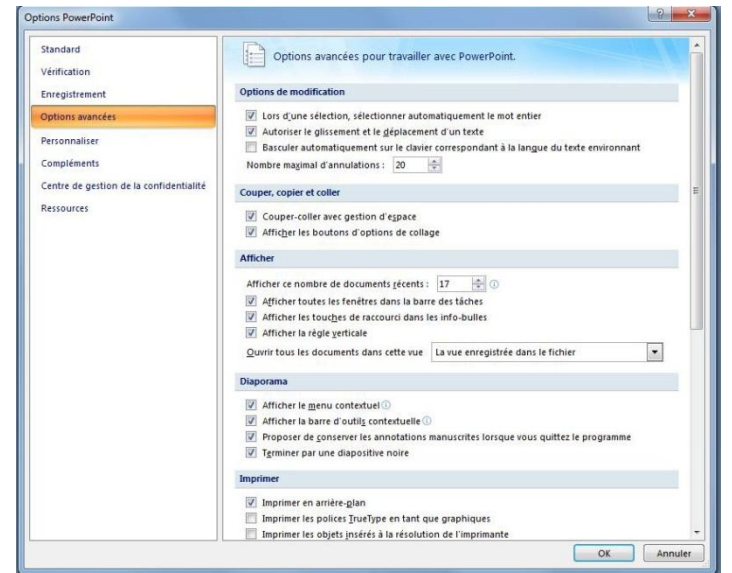 Options PowerPoint
Standard
Vérification
Enregistrement
Options avancées
Personnaliser
Compléments
Centre de gestion de la confidentialité
Ressources
Options avancées pour travailler avec PowerPoint.
Options de modification
Lors d'une sélection, sélectionner automatiquement le mot entier
Autoriser le glissement et le déplacement d'un texte
Basculer automatiquement sur le clavier correspondant à la langue du texte environnant
Nombre maximal d'annulations : 20
Couper, copier et coller
Couper-coller avec gestion d'espace
Afficher les boutons d'options de collage
Afficher
Afficher ce nombre de documents récents : 17
Afficher toutes les fenêtres dans la barre des tâches
Afficher les touches de raccourci dans les info-bulles
Afficher la règle verticale
Ouvrir tous les documents dans cette vue La vue enregistrée dans le fichier
Diaporama
Afficher le menu contextuel
Afficher la barre d'outils contextuelle
Proposer de conserver les annotations manuscrites lorsque vous quittez le programme
Terminer par une diapositive noire
Imprimer
Imprimer en arrière-plan
Imprimer les polices TrueType en tant que graphiques
Imprimer les objets insérés à la résolution de l'imprimante
OK Annuler